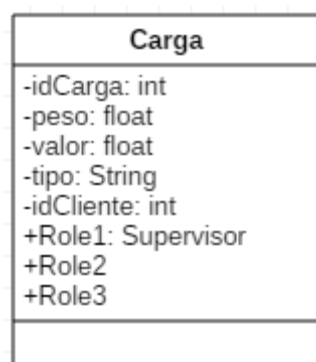 Carga
-idCarga: int
-peso: float
-valor: float
-tipo: String
-idCliente: int
+Role1: Supervisor
+Role2
+Role3